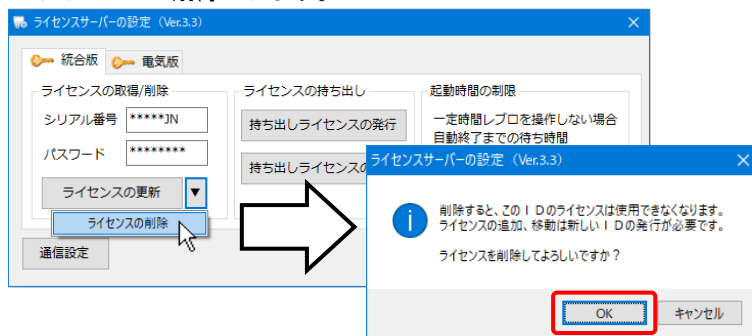 ライセンスサーバーの設定（Ver.3.3）
統合版
電気版
ライセンスの取得/削除
シリアル番号 *****JN
パスワード ********
ライセンスの更新 ▼
ライセンスの削除
通信設定
ライセンスの持ち出し
持ち出しライセンスの発行
持ち出しライセンスの
起動時間の制限
一定時間レブロを操作しない場合
自動終了までの待ち時間
ライセンスサーバーの設定（Ver.3.3）
削除すると、このＩＤのライセンスは使用できなくなります。
ライセンスの追加、移動は新しいＩＤの発行が必要です。
ライセンスを削除してよろしいですか？
OK
キャンセル